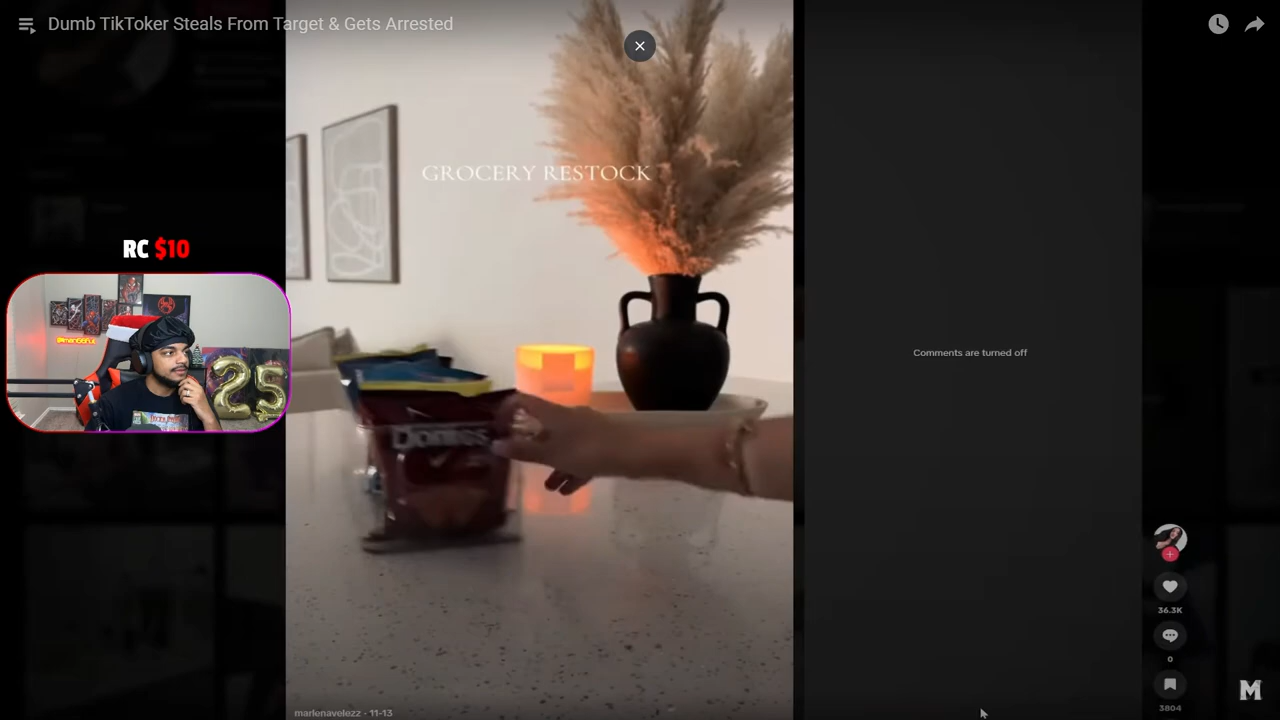 Dumb TikToker Steals From Target & Gets Arrested
GROCERY RESTOCK
RC $10
25
Doritos
Comments are turned off
36.3K
0
3804
marlenavelezz · 11-13
M